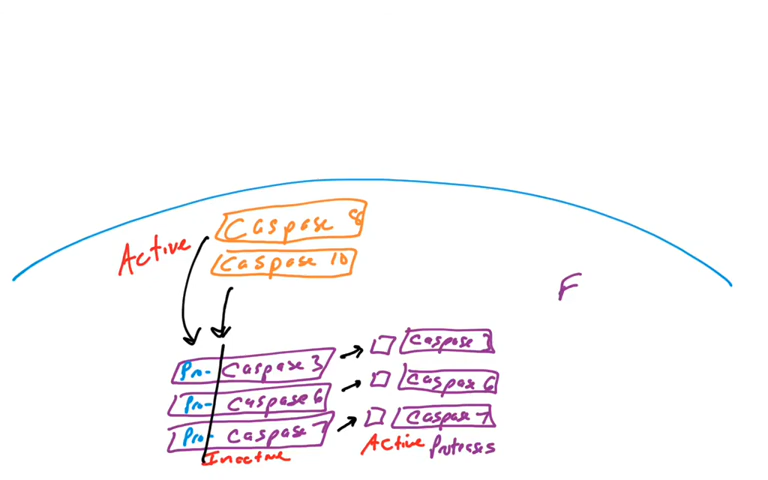 Caspase 8
Active
Caspase 10
F
Caspase 3
Pro- Caspase 3
Caspase 6
Pro- Caspase 6
Caspase 7
Pro- Caspase 7
Active Proteases
Inactive